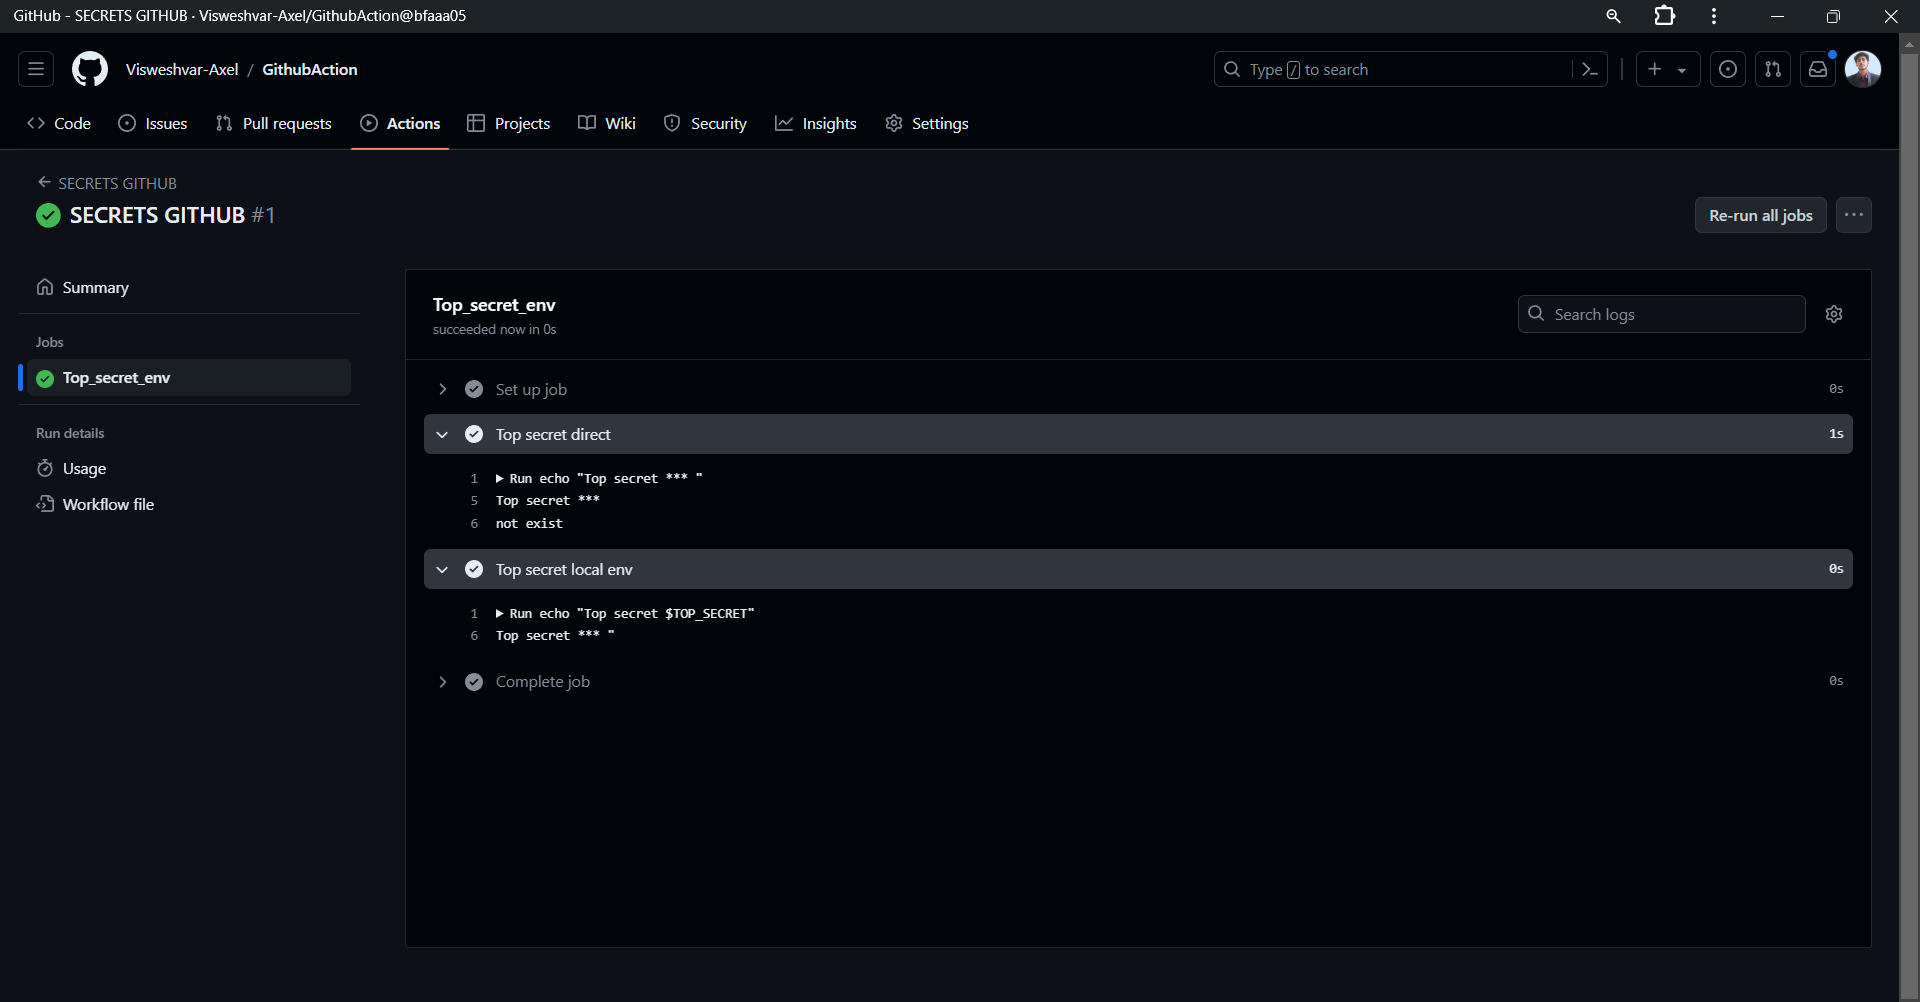 GitHub - SECRETS GITHUB · Visweshvar-Axel/GithubAction@bfaaa05
Visweshvar-Axel / GithubAction
Type / to search
Code
Issues
Pull requests
Actions
Projects
Wiki
Security
Insights
Settings
SECRETS GITHUB
SECRETS GITHUB #1
Re-run all jobs
Summary
Jobs
Top_secret_env
Run details
Usage
Workflow file
Top_secret_env
succeeded now in 0s
Search logs
Set up job 0s
Top secret direct 1s
1 Run echo "Top secret *** "
5 Top secret ***
6 not exist
Top secret local env 0s
1 Run echo "Top secret $TOP_SECRET"
6 Top secret *** "
Complete job 0s